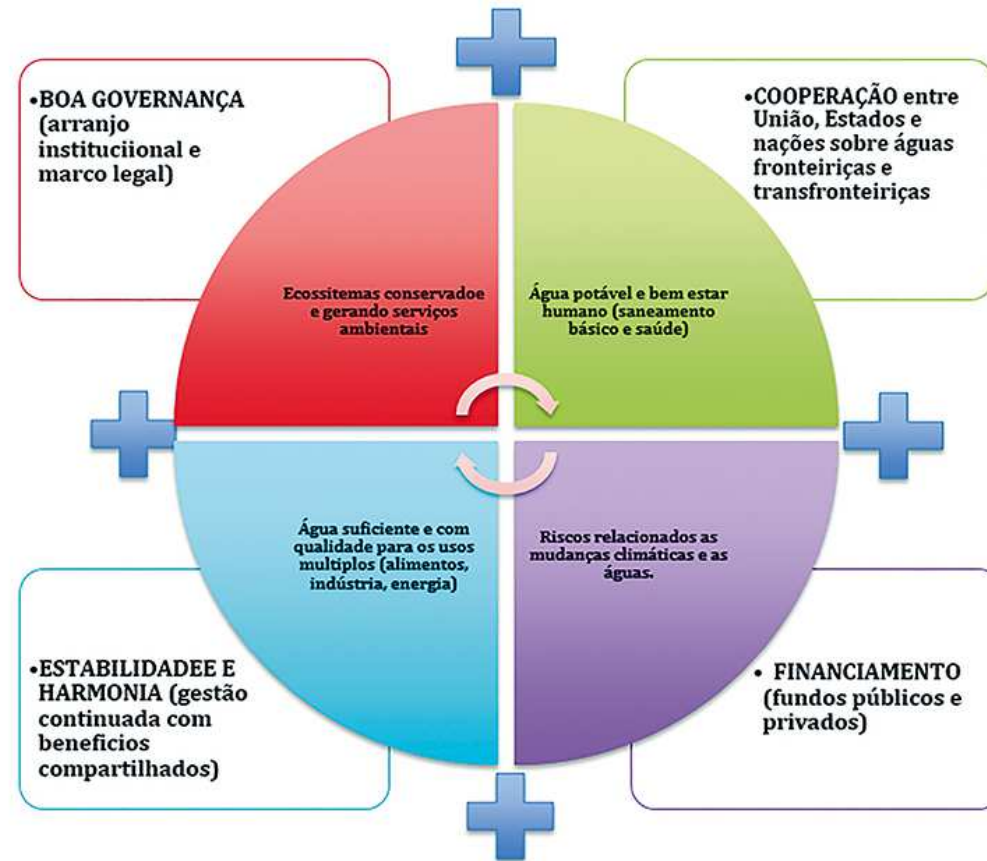 •BOA GOVERNANÇA
(arranjo
instituciional e
marco legal)
•COOPERAÇÃO entre
União, Estados e
nações sobre águas
fronteiriças e
transfronteiriças
Ecossitemas conservadoe
e gerando serviços
ambientais
Água potável e bem estar
humano (saneamento
básico e saúde)
Água suficiente e com
qualidade para os usos
multiplos (alimentos,
indústria, energia)
Riscos relacionados as
mudanças climáticas e as
águas.
•ESTABILIDADEE E
HARMONIA (gestão
continuada com
beneficios
compartilhados)
• FINANCIAMENTO
(fundos públicos e
privados)